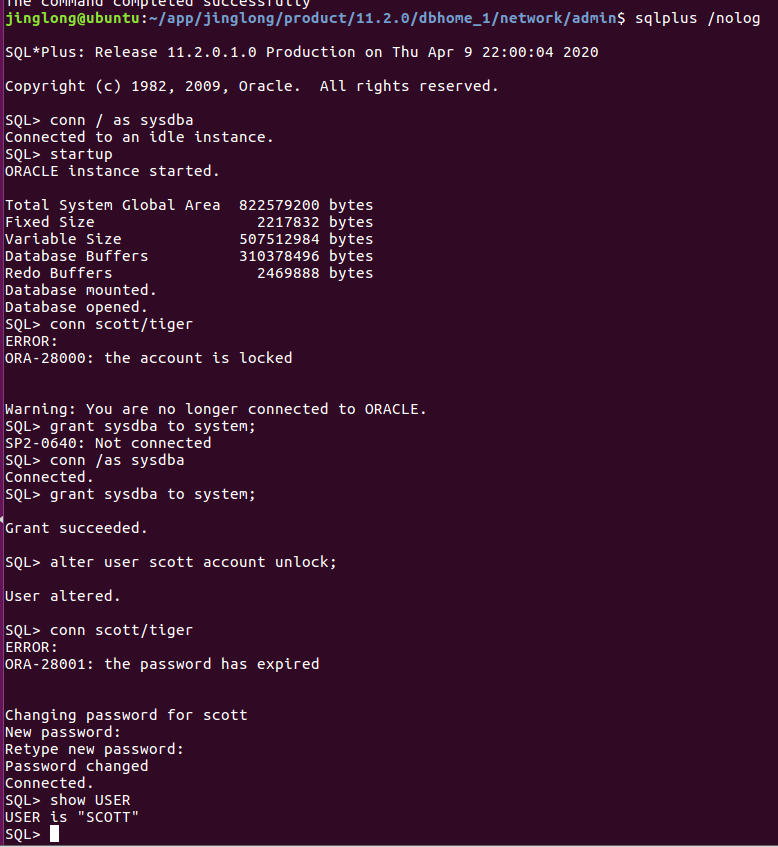 The command completed successfully
jinglong@ubuntu:~/app/jinglong/product/11.2.0/dbhome_1/network/admin$ sqlplus /nolog
SQL*Plus: Release 11.2.0.1.0 Production on Thu Apr 9 22:00:04 2020
Copyright (c) 1982, 2009, Oracle.  All rights reserved.
SQL> conn / as sysdba
Connected to an idle instance.
SQL> startup
ORACLE instance started.
Total System Global Area  822579200 bytes
Fixed Size                  2217832 bytes
Variable Size             507512984 bytes
Database Buffers          310378496 bytes
Redo Buffers                2469888 bytes
Database mounted.
Database opened.
SQL> conn scott/tiger
ERROR:
ORA-28000: the account is locked
Warning: You are no longer connected to ORACLE.
SQL> grant sysdba to system;
SP2-0640: Not connected
SQL> conn /as sysdba
Connected.
SQL> grant sysdba to system;
Grant succeeded.
SQL> alter user scott account unlock;
User altered.
SQL> conn scott/tiger
ERROR:
ORA-28001: the password has expired
Changing password for scott
New password:
Retype new password:
Password changed
Connected.
SQL> show USER
USER is "SCOTT"
SQL>